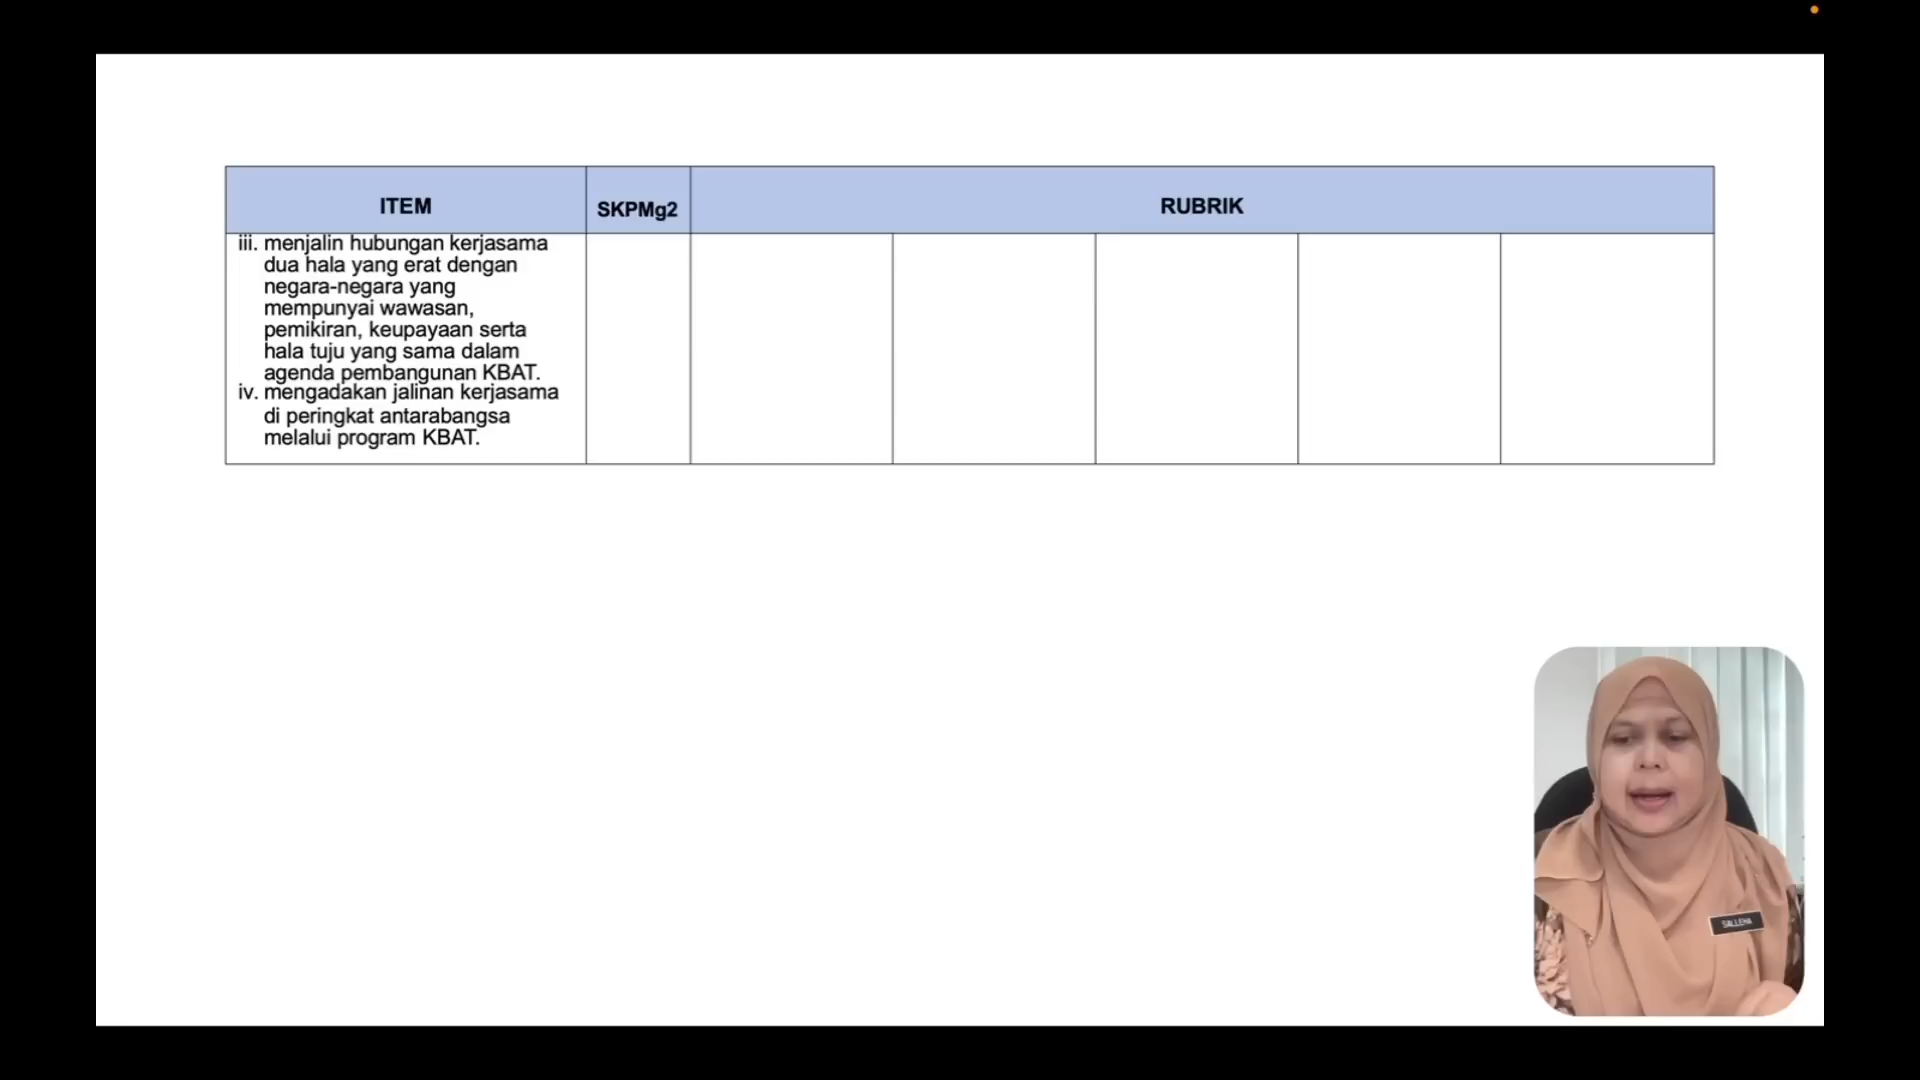 ITEM
SKPMg2
RUBRIK
iii. menjalin hubungan kerjasama
dua hala yang erat dengan
negara-negara yang
mempunyai wawasan,
pemikiran, keupayaan serta
hala tuju yang sama dalam
agenda pembangunan KBAT.
iv. mengadakan jalinan kerjasama
di peringkat antarabangsa
melalui program KBAT.
SALLEHA